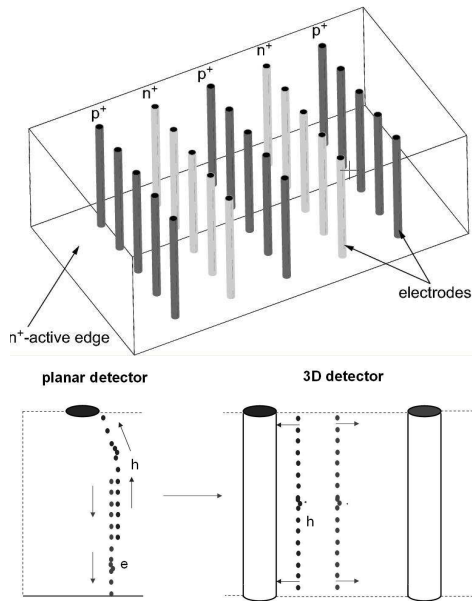 p+
n+
p+
n+
p+
electrodes
n+-active edge
planar detector
3D detector
h
e
h